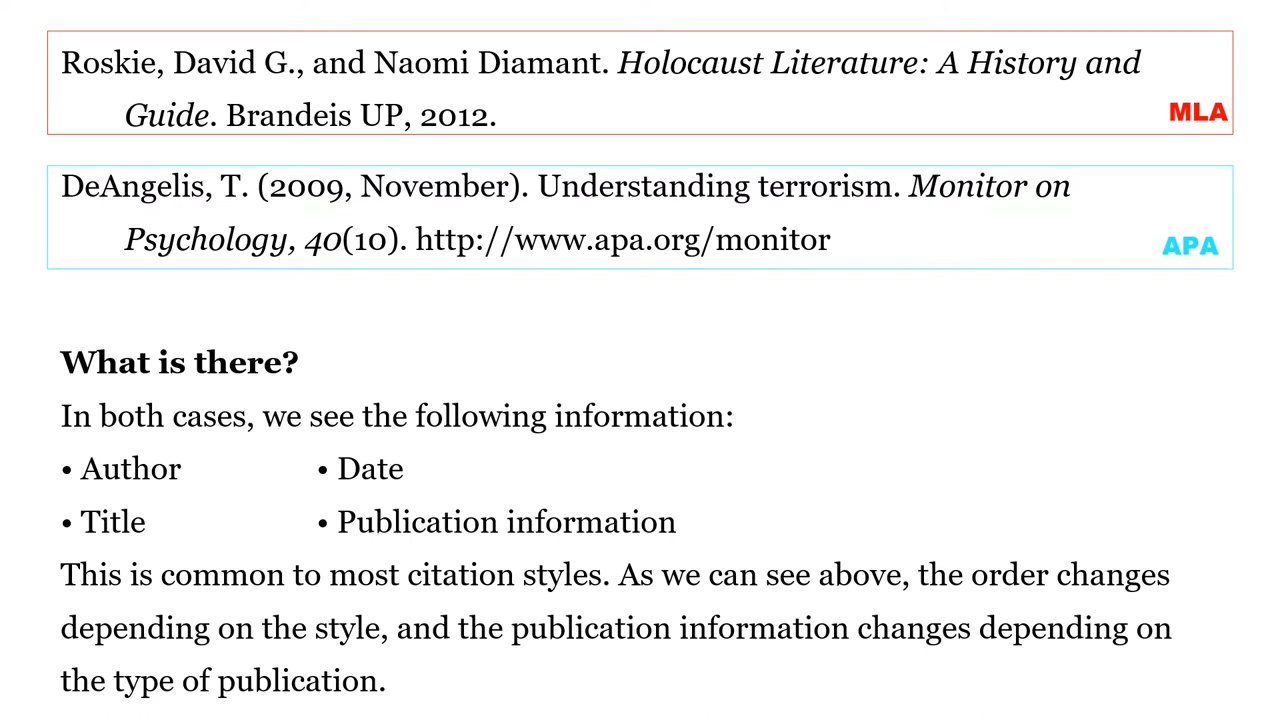 Roskie, David G., and Naomi Diamant. Holocaust Literature: A History and
Guide. Brandeis UP, 2012.
MLA
DeAngelis, T. (2009, November). Understanding terrorism. Monitor on
Psychology, 40(10). http://www.apa.org/monitor
APA
What is there?
In both cases, we see the following information:
• Author • Date
• Title • Publication information
This is common to most citation styles. As we can see above, the order changes
depending on the style, and the publication information changes depending on
the type of publication.